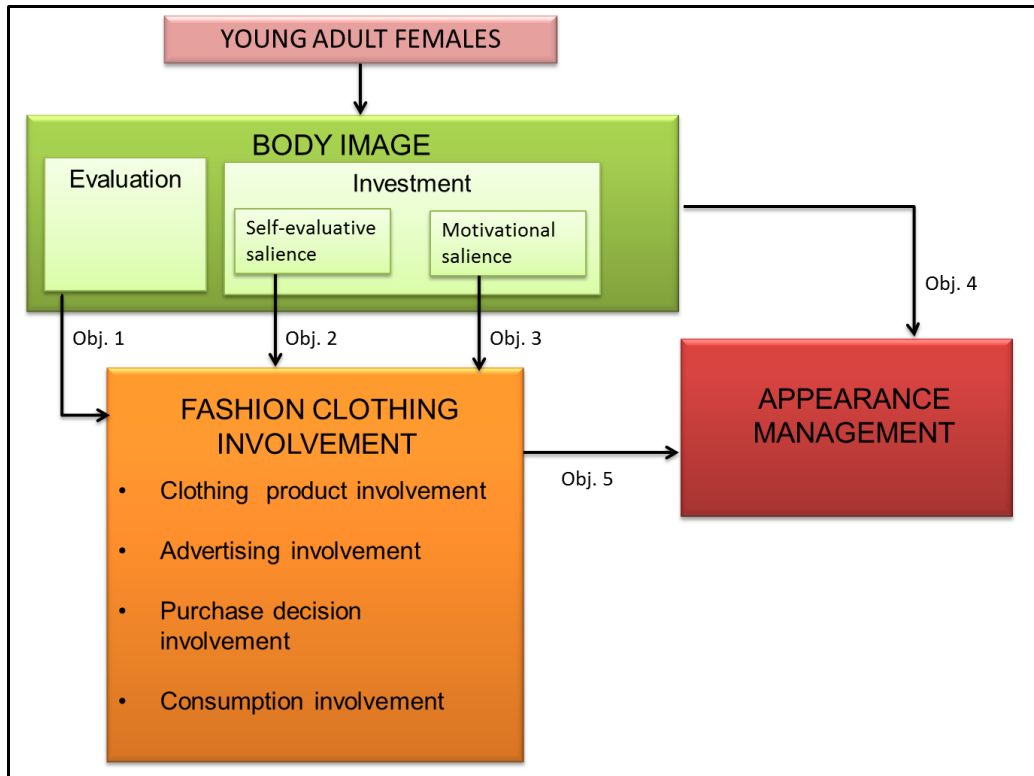 YOUNG ADULT FEMALES
BODY IMAGE
Evaluation
Investment
Self-evaluative
salience
Motivational
salience
Obj. 1
Obj. 2
Obj. 3
Obj. 4
FASHION CLOTHING
INVOLVEMENT
• Clothing product involvement
• Advertising involvement
• Purchase decision
involvement
• Consumption involvement
Obj. 5
APPEARANCE
MANAGEMENT